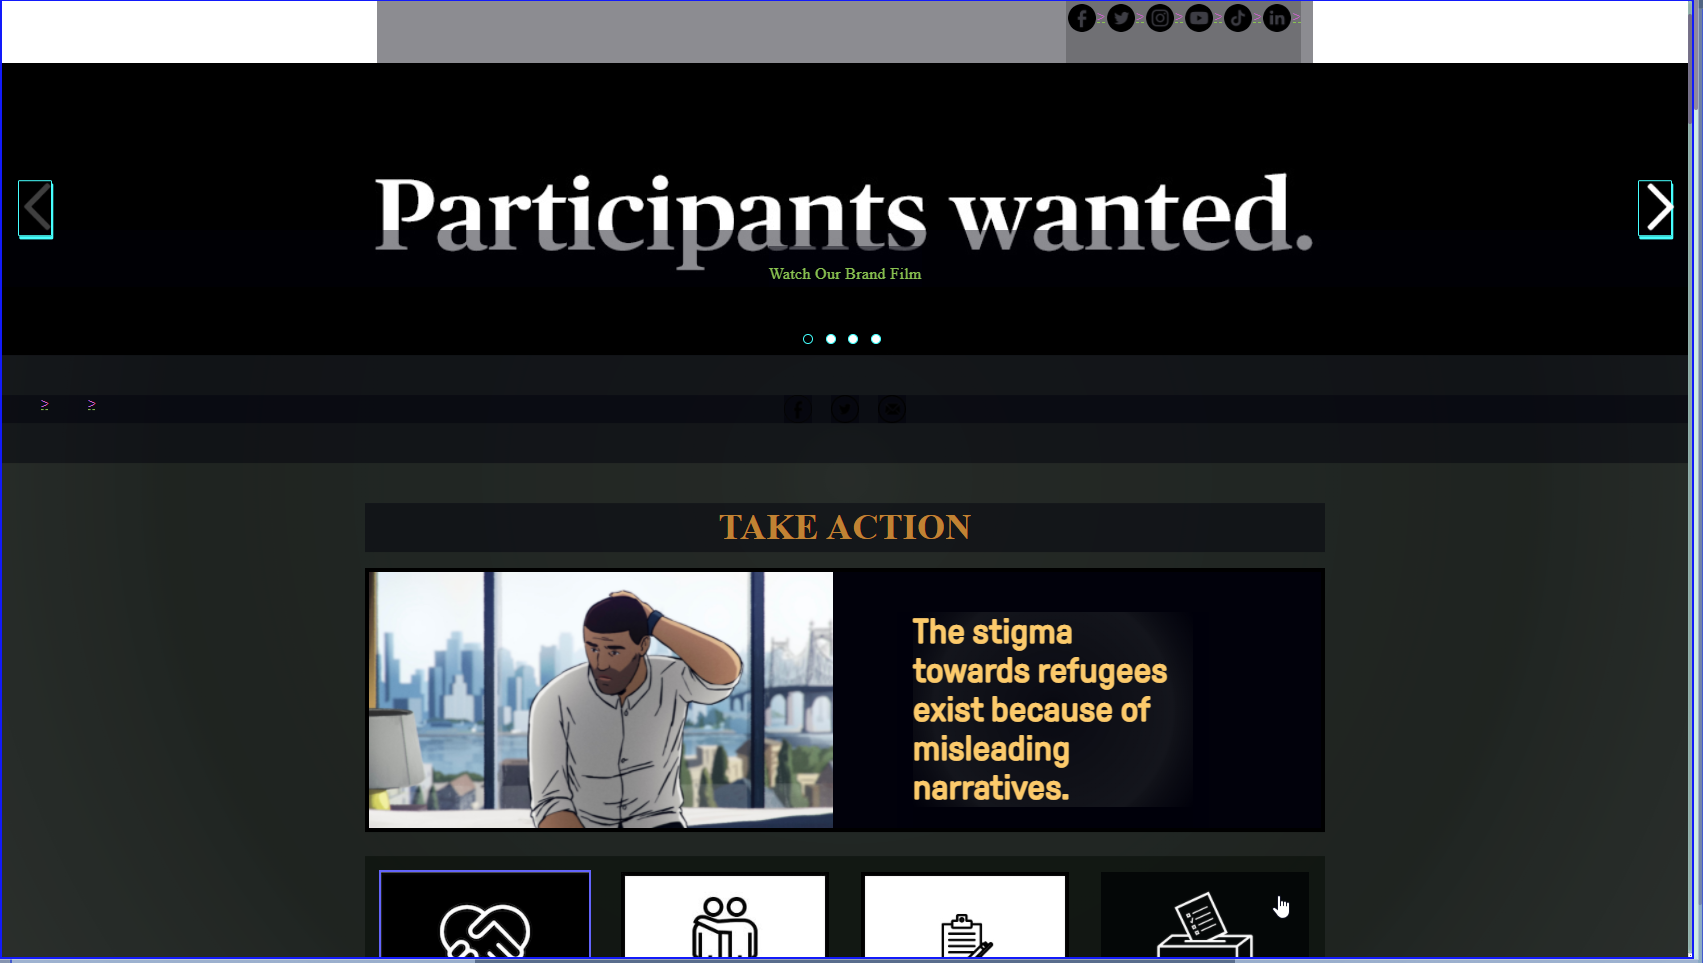 Participants wanted.
Watch Our Brand Film
≥ ≥
TAKE ACTION
The stigma
towards refugees
exist because of
misleading
narratives.